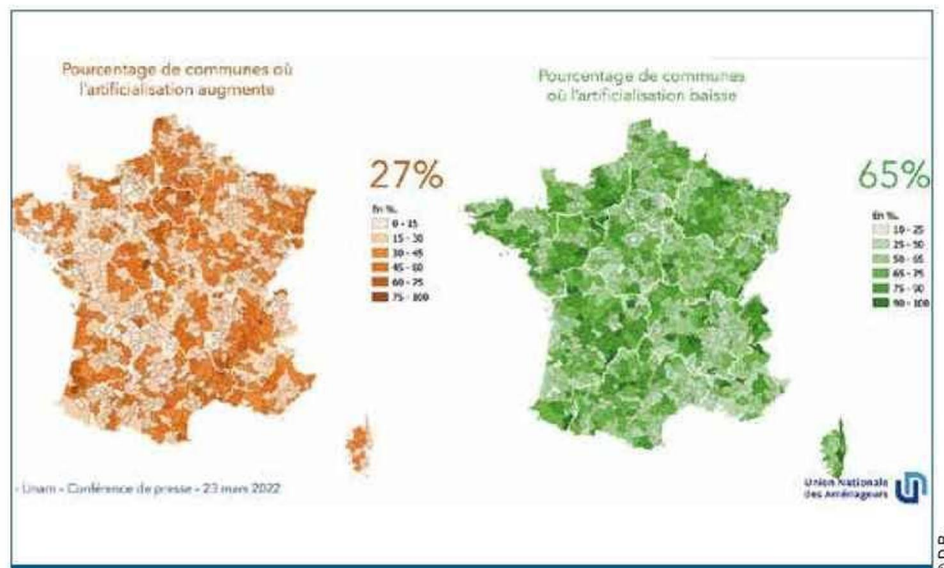 Pourcentage de communes où
l'artificialisation augmente
27%
En %.
0 - 15
15 - 30
30 - 45
45 - 60
60 - 75
75 - 100
Pourcentage de communes
où l'artificialisation baisse
65%
En %.
10 - 25
25 - 50
50 - 65
65 - 75
75 - 90
90 - 100
- Unam - Conférence de presse - 23 mars 2022
Union Nationale
des Aménageurs